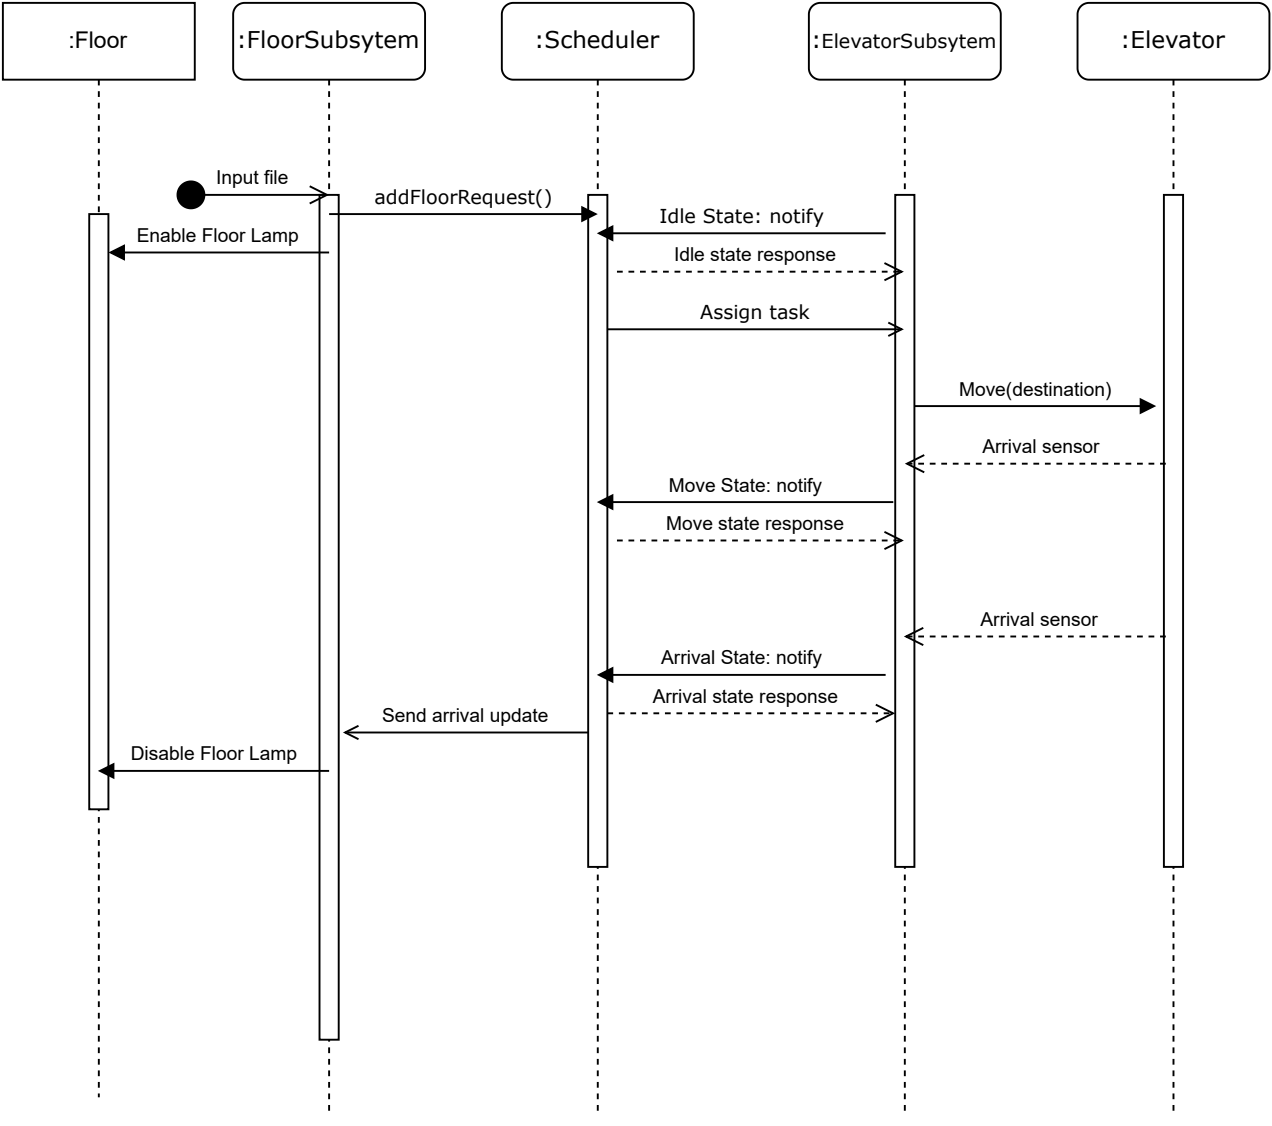 :Floor
:FloorSubsytem
:Scheduler
:ElevatorSubsytem
:Elevator
Input file
addFloorRequest()
Idle State: notify
Enable Floor Lamp
Idle state response
Assign task
Move(destination)
Arrival sensor
Move State: notify
Move state response
Arrival sensor
Arrival State: notify
Arrival state response
Send arrival update
Disable Floor Lamp